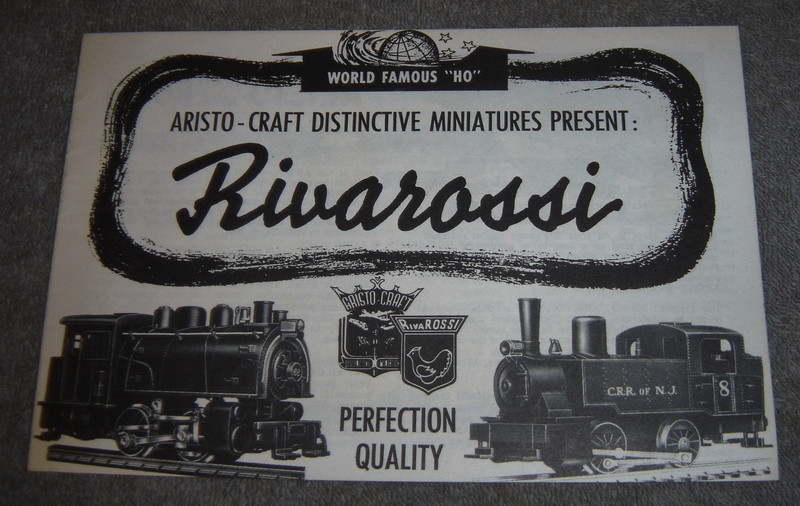 WORLD FAMOUS "HO"
ARISTO-CRAFT DISTINCTIVE MINIATURES PRESENT:
Rivarossi
ARISTO-CRAFT
RIVAROSSI
C.R.R. OF N.J.
8
PERFECTION
QUALITY